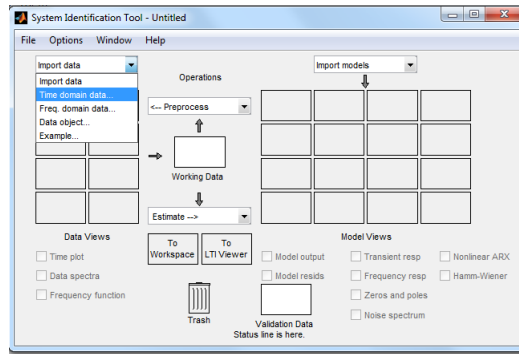 System Identification Tool - Untitled
File Options Window Help
Import data
Import data
Time domain data...
Freq. domain data...
Data object...
Example...
Operations
<-- Preprocess
Working Data
Estimate -->
Import models
Data Views
Time plot
Data spectra
Frequency function
To
Workspace
To
LTI Viewer
Trash
Model Views
Model output
Model resids
Transient resp
Frequency resp
Zeros and poles
Noise spectrum
Nonlinear ARX
Hamm-Wiener
Validation Data
Status line is here.